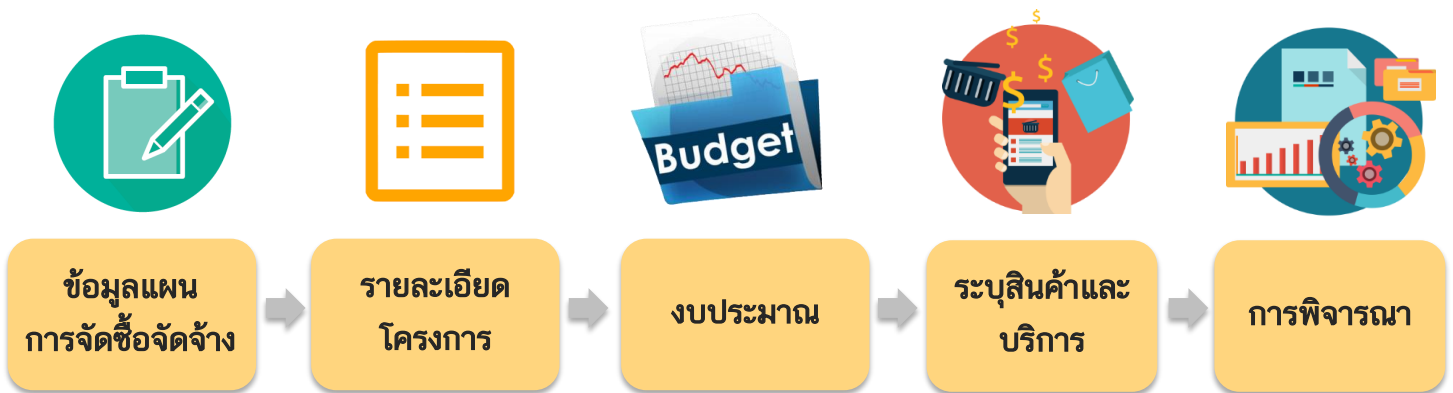 Budget
ข้อมูลแผน
การจัดซื้อจัดจ้าง
รายละเอียด
โครงการ
งบประมาณ
ระบุสินค้าและ
บริการ
การพิจารณา